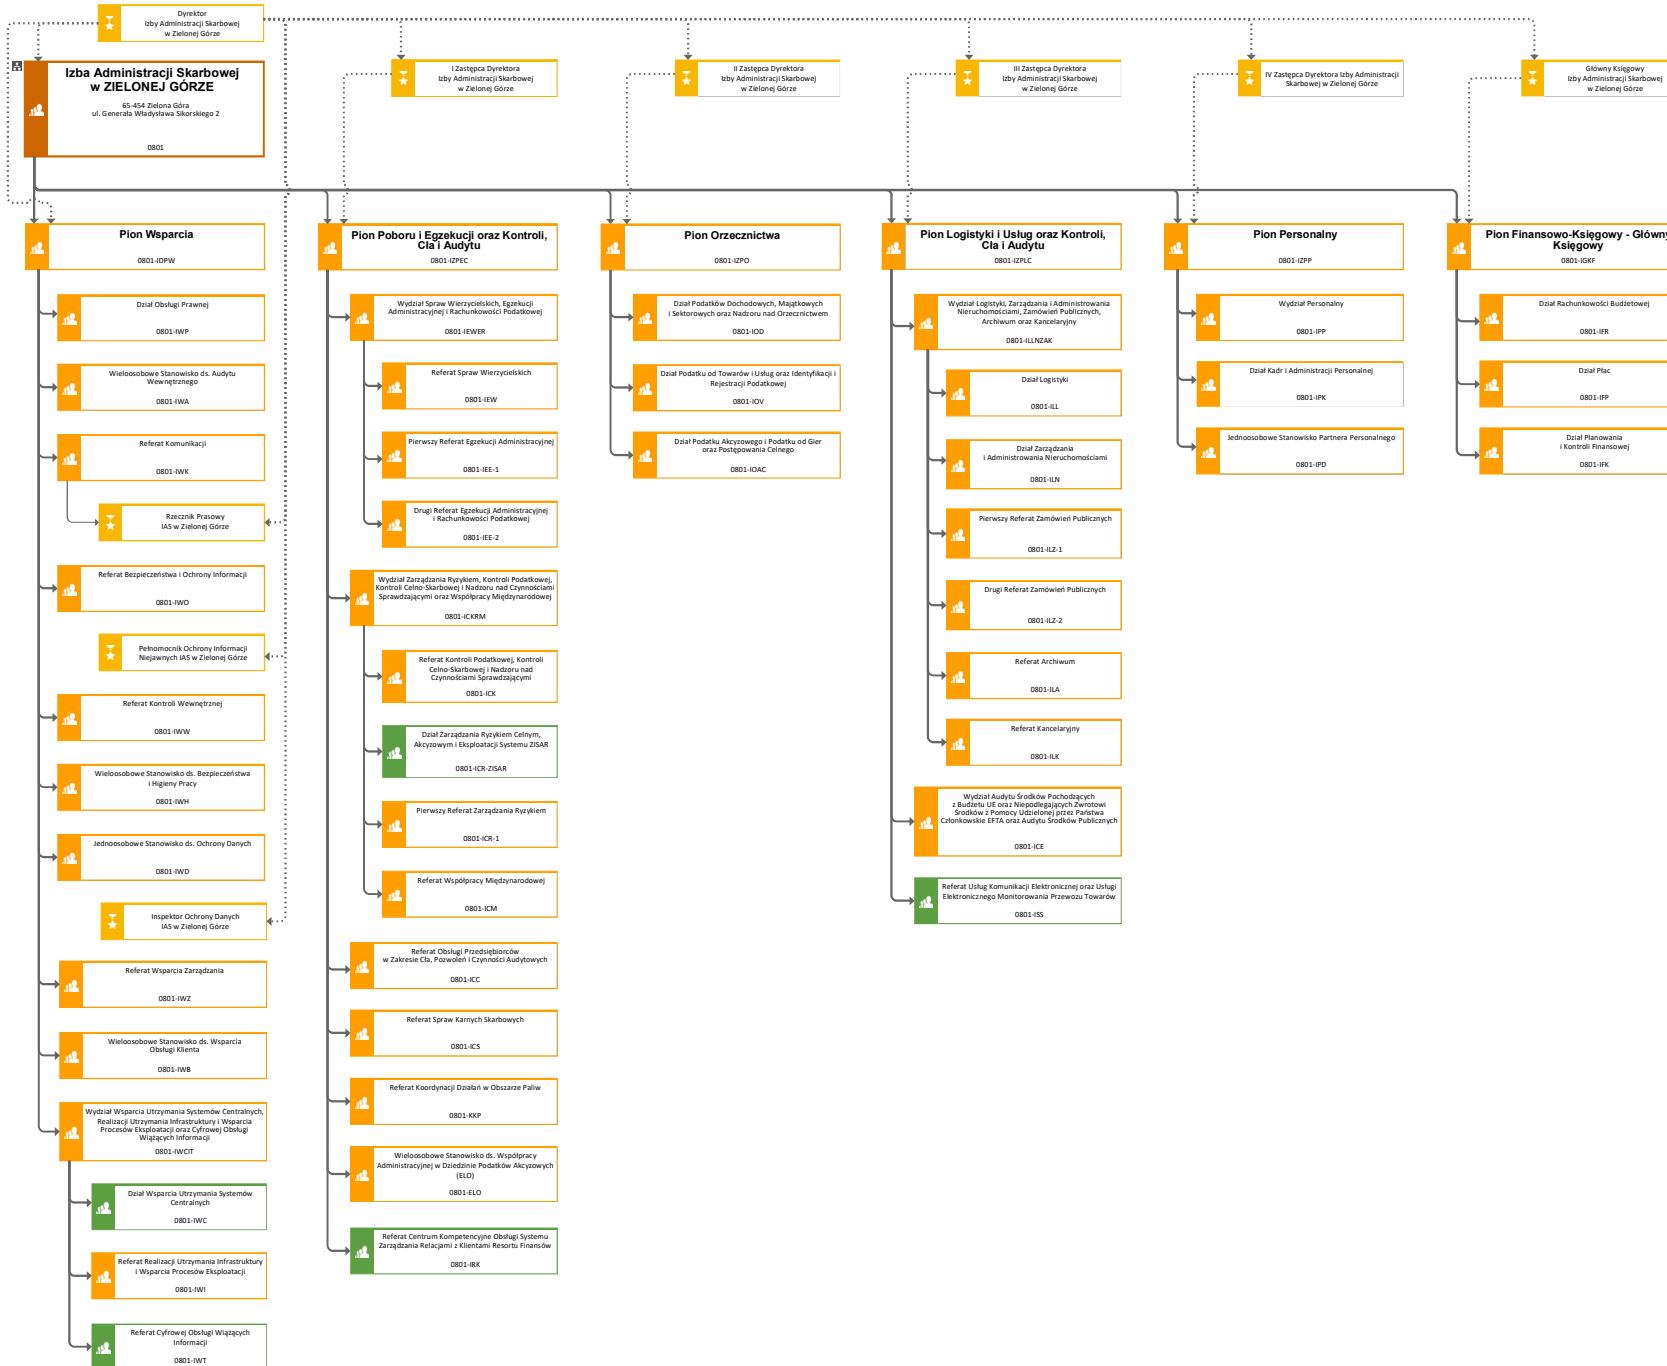 Dyrektor
Izby Administracji Skarbowej
w Zielonej Górze
I Zastępca Dyrektora
Izby Administracji Skarbowej
w Zielonej Górze
II Zastępca Dyrektora
Izby Administracji Skarbowej
w Zielonej Górze
III Zastępca Dyrektora
Izby Administracji Skarbowej
w Zielonej Górze
IV Zastępca Dyrektora Izby Administracji
Skarbowej w Zielonej Górze
Główny Księgowy
Izby Administracji Skarbowej
w Zielonej Górze
Izba Administracji Skarbowej
w ZIELONEJ GÓRZE
65-454 Zielona Góra
ul. Generała Władysława Sikorskiego 2
0801
Pion Wsparcia
0801-IDPW
Dział Obsługi Prawnej
0801-IWP
Wieloosobowe Stanowisko ds. Audytu
Wewnętrznego
0801-IWA
Referat Komunikacji
0801-IWK
Rzecznik Prasowy
IAS w Zielonej Górze
Referat Bezpieczeństwa i Ochrony Informacji
0801-IWO
Pełnomocnik Ochrony Informacji
Niejawnych IAS w Zielonej Górze
Referat Kontroli Wewnętrznej
0801-IWW
Wieloosobowe Stanowisko ds. Bezpieczeństwa
i Higieny Pracy
0801-IWH
Jednoosobowe Stanowisko ds. Ochrony Danych
0801-IWD
Inspektor Ochrony Danych
IAS w Zielonej Górze
Referat Wsparcia Zarządzania
0801-IWZ
Wieloosobowe Stanowisko ds. Wsparcia
Obsługi Klienta
0801-IWB
Wydział Wsparcia Utrzymania Systemów Centralnych,
Realizacji Utrzymania Infrastruktury i Wsparcia
Procesów Eksploatacji oraz Cyfrowej Obsługi
Wiążących Informacji
0801-IWCIT
Dział Wsparcia Utrzymania Systemów
Centralnych
0801-IWC
Referat Realizacji Utrzymania Infrastruktury
i Wsparcia Procesów Eksploatacji
0801-IWI
Referat Cyfrowej Obsługi Wiążących
Informacji
0801-IWT
Pion Poboru i Egzekucji oraz Kontroli,
Cła i Audytu
0801-IZPEC
Wydział Spraw Wierzycielskich, Egzekucji
Administracyjnej i Rachunkowości Podatkowej
0801-IEWER
Referat Spraw Wierzycielskich
0801-IEW
Pierwszy Referat Egzekucji Administracyjnej
0801-IEE-1
Drugi Referat Egzekucji Administracyjnej
i Rachunkowości Podatkowej
0801-IEE-2
Wydział Zarządzania Ryzykiem, Kontroli Podatkowej,
Kontroli Celno-Skarbowej i Nadzoru nad Czynnościami
Sprawdzającymi oraz Współpracy Międzynarodowej
0801-ICKRM
Referat Kontroli Podatkowej, Kontroli
Celno-Skarbowej i Nadzoru nad
Czynnościami Sprawdzającymi
0801-ICK
Dział Zarządzania Ryzykiem Celnym,
Akcyzowym i Eksploatacji Systemu ZISAR
0801-ICR-ZISAR
Pierwszy Referat Zarządzania Ryzykiem
0801-ICR-1
Referat Współpracy Międzynarodowej
0801-ICM
Referat Obsługi Przedsiębiorców
w Zakresie Cła, Pozwoleń i Czynności Audytowych
0801-ICC
Referat Spraw Karnych Skarbowych
0801-ICS
Referat Koordynacji Działań w Obszarze Paliw
0801-KKP
Wieloosobowe Stanowisko ds. Współpracy
Administracyjnej w Dziedzinie Podatków Akcyzowych
(ELO)
0801-ELO
Referat Centrum Kompetencyjne Obsługi Systemu
Zarządzania Relacjami z Klientami Resortu Finansów
0801-IRK
Pion Orzecznictwa
0801-IZPO
Dział Podatków Dochodowych, Majątkowych
i Sektorowych oraz Nadzoru nad Orzecznictwem
0801-IOD
Dział Podatku od Towarów i Usług oraz Identyfikacji i
Rejestracji Podatkowej
0801-IOV
Dział Podatku Akcyzowego i Podatku od Gier
oraz Postępowania Celnego
0801-IOAC
Pion Logistyki i Usług oraz Kontroli,
Cła i Audytu
0801-IZPLC
Wydział Logistyki, Zarządzania i Administrowania
Nieruchomościami, Zamówień Publicznych,
Archiwum oraz Kancelaryjny
0801-ILLNZAK
Dział Logistyki
0801-ILL
Dział Zarządzania
i Administrowania Nieruchomościami
0801-ILN
Pierwszy Referat Zamówień Publicznych
0801-ILZ-1
Drugi Referat Zamówień Publicznych
0801-ILZ-2
Referat Archiwum
0801-ILA
Referat Kancelaryjny
0801-ILK
Wydział Audytu Środków Pochodzących
z Budżetu UE oraz Niepodlegających Zwrotowi
Środków z Pomocy Udzielonej przez Państwa
Członkowskie EFTA oraz Audytu Środków Publicznych
0801-ICE
Referat Usług Komunikacji Elektronicznej oraz Usługi
Elektronicznego Monitorowania Przewozu Towarów
0801-ISS
Pion Personalny
0801-IZPP
Wydział Personalny
0801-IPP
Dział Kadr i Administracji Personalnej
0801-IPK
Jednoosobowe Stanowisko Partnera Personalnego
0801-IPD
Pion Finansowo-Księgowy - Główny
Księgowy
0801-IGKF
Dział Rachunkowości Budżetowej
0801-IFR
Dział Płac
0801-IFP
Dział Planowania
i Kontroli Finansowej
0801-IFK